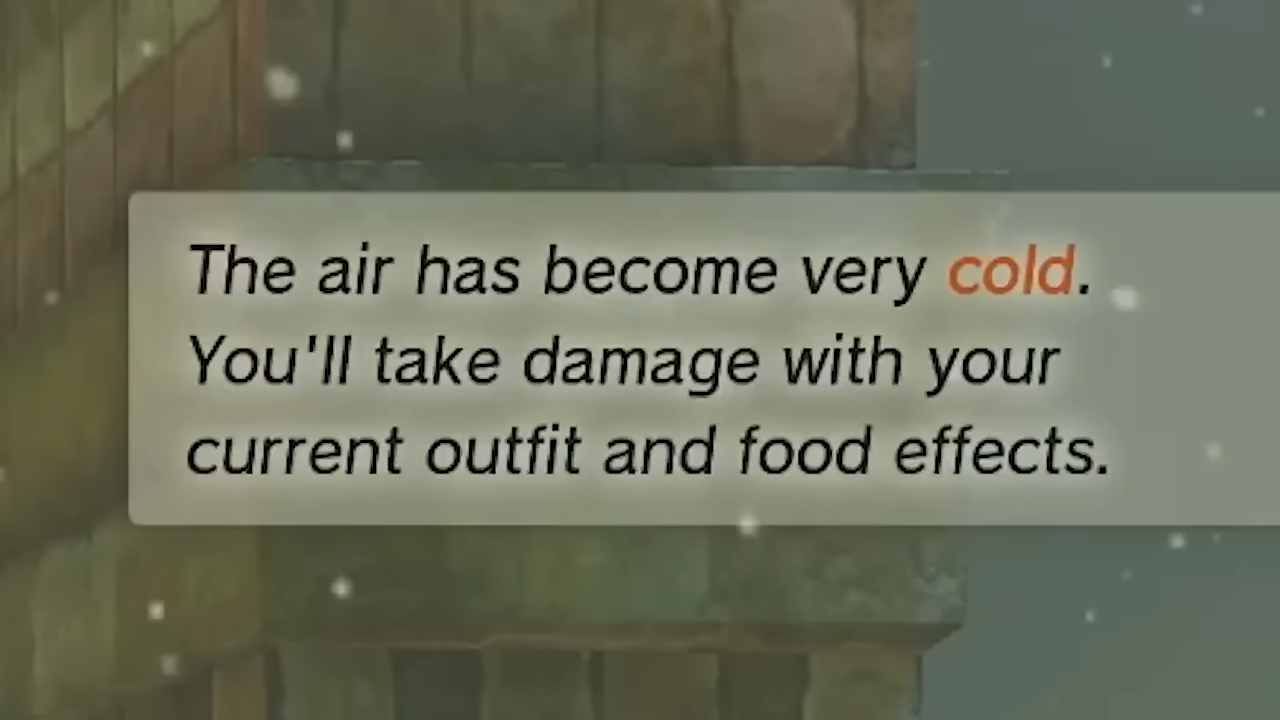 The air has become very cold.
You'll take damage with your
current outfit and food effects.